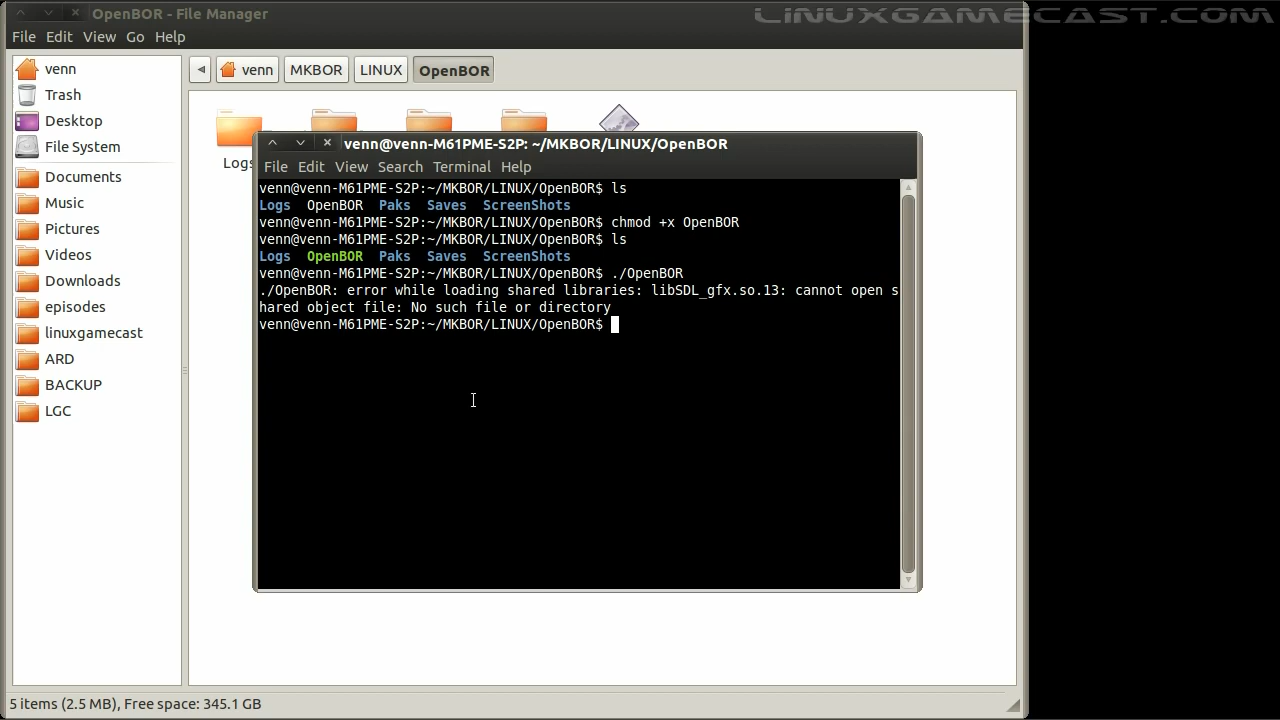 OpenBOR - File Manager
LINUXGAMECAST.COM
File Edit View Go Help
venn
Trash
Desktop
File System
Documents
Music
Pictures
Videos
Downloads
episodes
linuxgamecast
ARD
BACKUP
LGC
venn MKBOR LINUX OpenBOR
Logs
venn@venn-M61PME-S2P: ~/MKBOR/LINUX/OpenBOR
File Edit View Search Terminal Help
venn@venn-M61PME-S2P:~/MKBOR/LINUX/OpenBOR$ ls
Logs OpenBOR Paks Saves ScreenShots
venn@venn-M61PME-S2P:~/MKBOR/LINUX/OpenBOR$ chmod +x OpenBOR
venn@venn-M61PME-S2P:~/MKBOR/LINUX/OpenBOR$ ls
Logs OpenBOR Paks Saves ScreenShots
venn@venn-M61PME-S2P:~/MKBOR/LINUX/OpenBOR$ ./OpenBOR
./OpenBOR: error while loading shared libraries: libSDL_gfx.so.13: cannot open s
hared object file: No such file or directory
venn@venn-M61PME-S2P:~/MKBOR/LINUX/OpenBOR$
5 items (2.5 MB), Free space: 345.1 GB